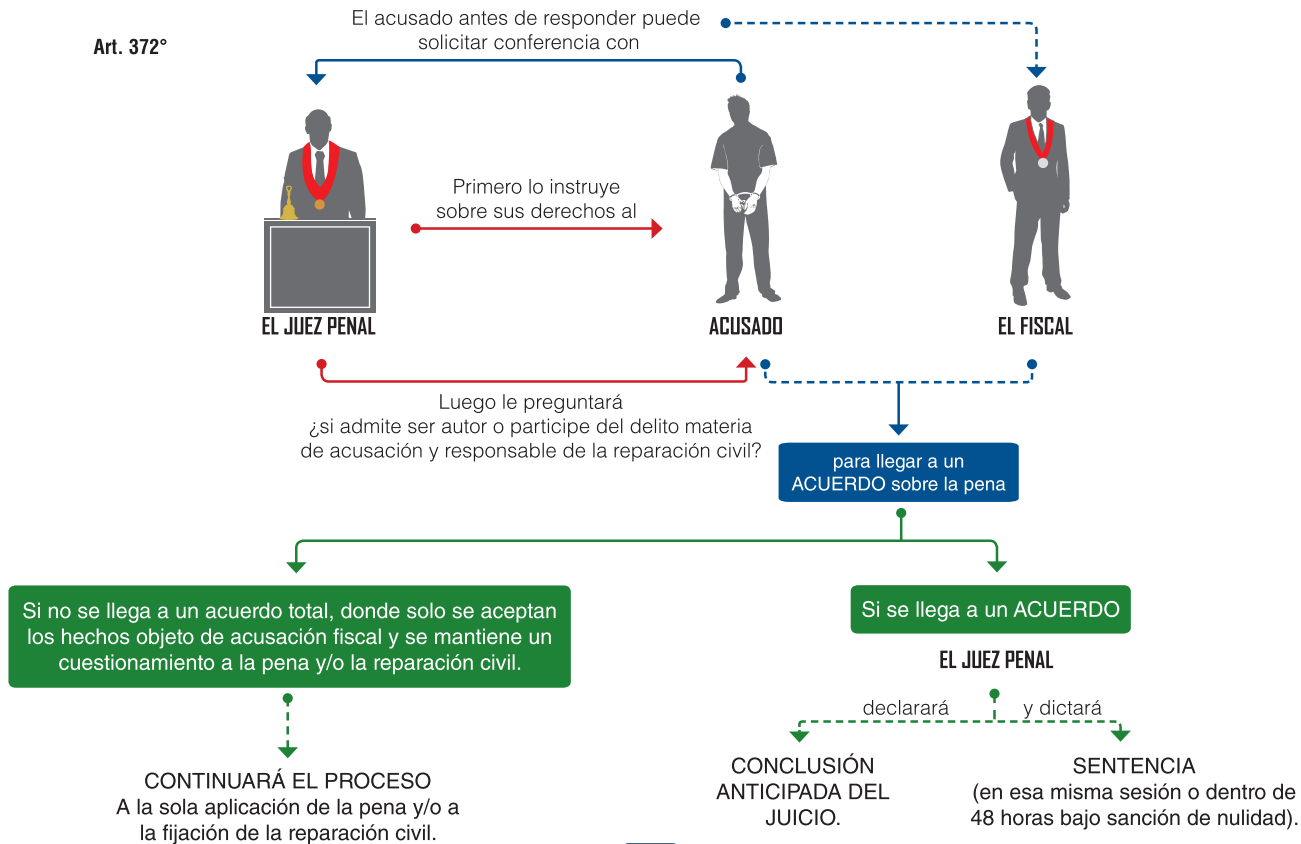 Art. 372°
El acusado antes de responder puede
solicitar conferencia con
Primero lo instruye
sobre sus derechos al
EL JUEZ PENAL
ACUSADO
EL FISCAL
Luego le preguntará
¿si admite ser autor o participe del delito materia
de acusación y responsable de la reparación civil?
para llegar a un
ACUERDO sobre la pena
Si no se llega a un acuerdo total, donde solo se aceptan
los hechos objeto de acusación fiscal y se mantiene un
cuestionamiento a la pena y/o la reparación civil.
Si se llega a un ACUERDO
EL JUEZ PENAL
declarará
y dictará
CONTINUARÁ EL PROCESO
A la sola aplicación de la pena y/o a
la fijación de la reparación civil.
CONCLUSIÓN
ANTICIPADA DEL
JUICIO.
SENTENCIA
(en esa misma sesión o dentro de
48 horas bajo sanción de nulidad).